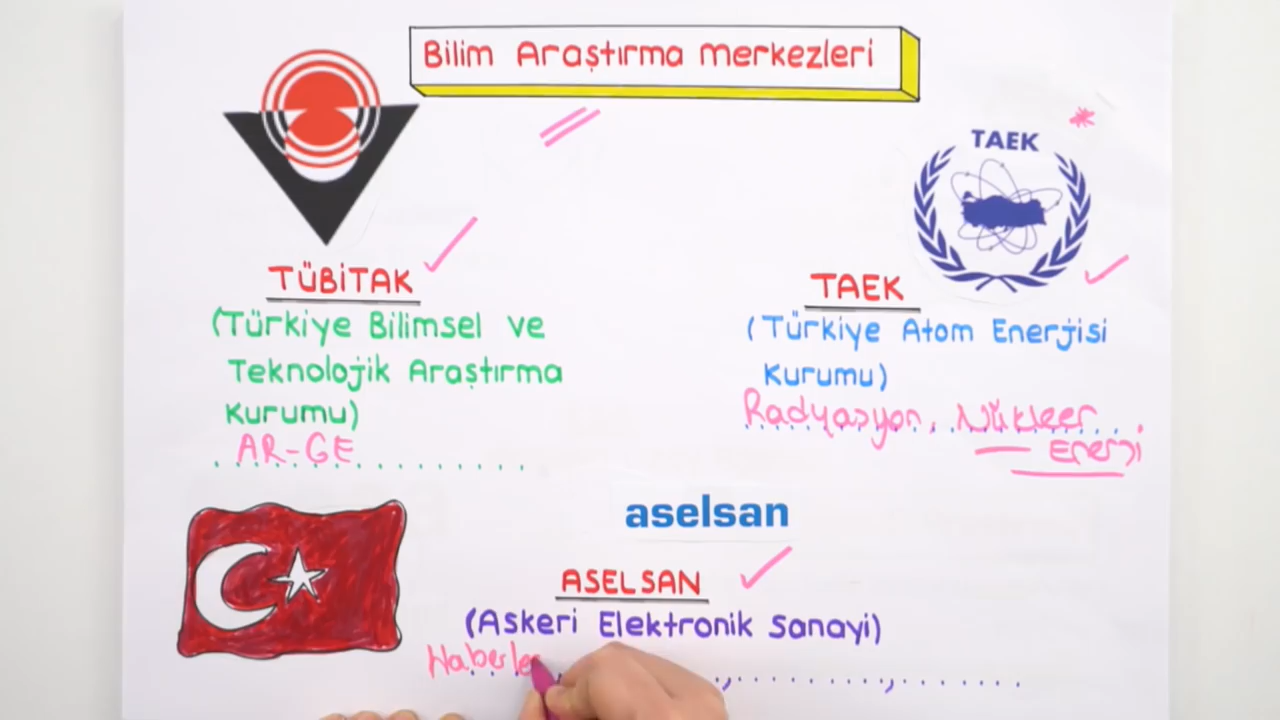 Bilim Araştırma Merkezleri
TAEK
TÜBİTAK
(Türkiye Bilimsel ve
Teknolojik Araştırma
Kurumu)
AR-GE
TAEK
(Türkiye Atom Enerjisi
Kurumu)
Radyasyon, Nükleer
Enerji
aselsan
ASELSAN
(Askeri Elektronik Sanayi)
Haberle